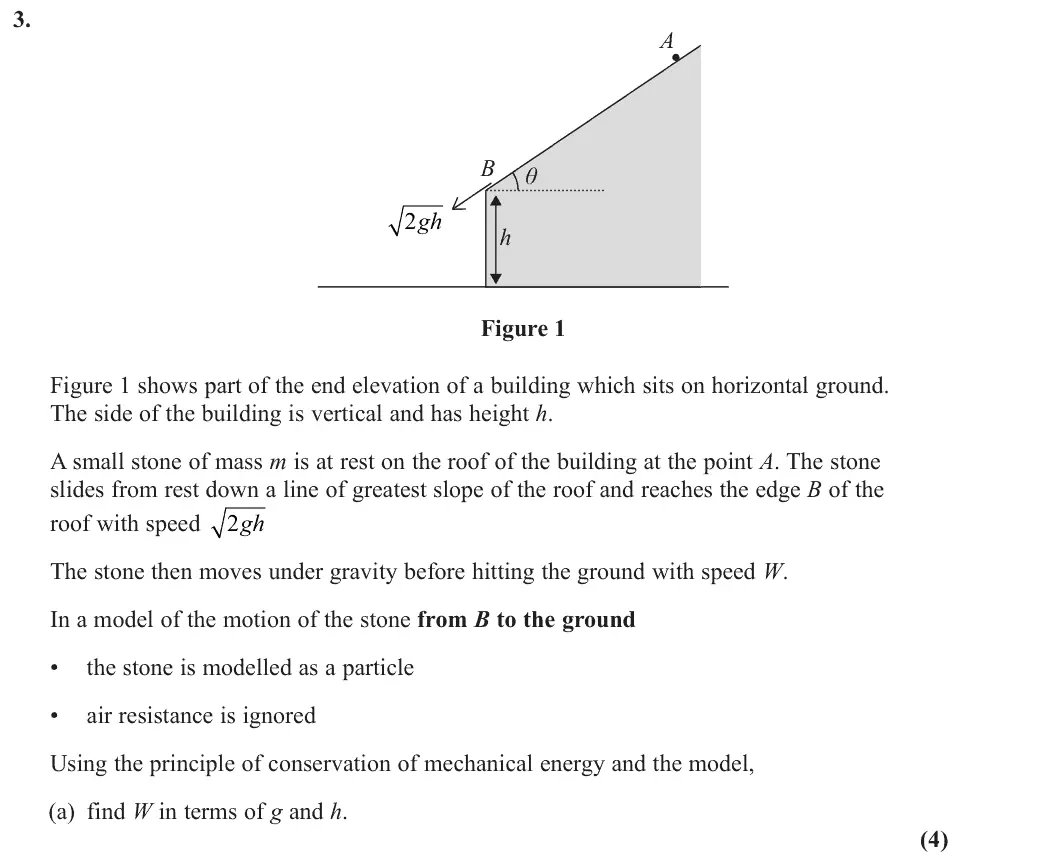 3.
A
B
θ
√2gh
h
Figure 1
Figure 1 shows part of the end elevation of a building which sits on horizontal ground.
The side of the building is vertical and has height h.
A small stone of mass m is at rest on the roof of the building at the point A. The stone
slides from rest down a line of greatest slope of the roof and reaches the edge B of the
roof with speed √2gh
The stone then moves under gravity before hitting the ground with speed W.
In a model of the motion of the stone from B to the ground
• the stone is modelled as a particle
• air resistance is ignored
Using the principle of conservation of mechanical energy and the model,
(a) find W in terms of g and h.
(4)